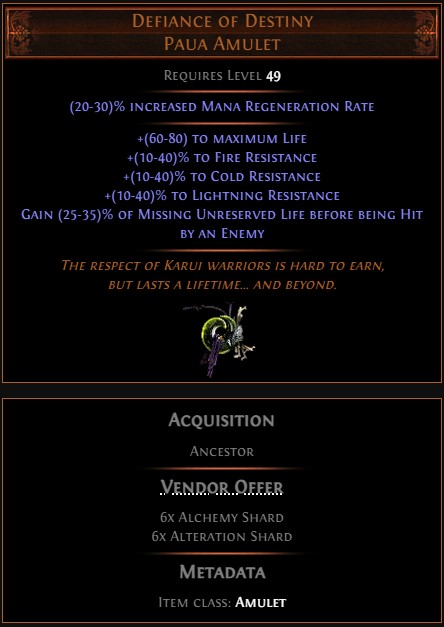 Defiance of Destiny
Paua Amulet
Requires Level 49
(20-30)% increased Mana Regeneration Rate
+(60-80) to maximum Life
+(10-40)% to Fire Resistance
+(10-40)% to Cold Resistance
+(10-40)% to Lightning Resistance
Gain (25-35)% of Missing Unreserved Life before being Hit
by an Enemy
The respect of Karui warriors is hard to earn,
but lasts a lifetime... and beyond.
Acquisition
Ancestor
Vendor Offer
6x Alchemy Shard
6x Alteration Shard
Metadata
Item class: Amulet